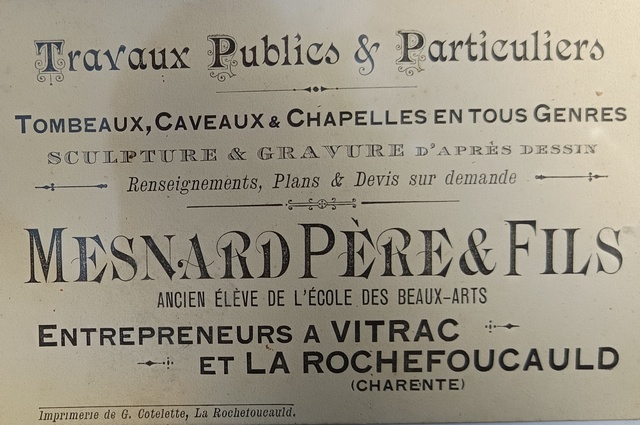 Travaux Publics & Particuliers
TOMBEAUX, CAVEAUX & CHAPELLES EN TOUS GENRES
SCULPTURE & GRAVURE D'APRÈS DESSIN
Renseignements, Plans & Devis sur demande
MESNARD PÈRE & FILS
ANCIEN ÉLÈVE DE L'ÉCOLE DES BEAUX-ARTS
ENTREPRENEURS A VITRAC
ET LA ROCHEFOUCAULD
(CHARENTE)
Imprimerie de G. Cotelette, La Rochefoucauld.